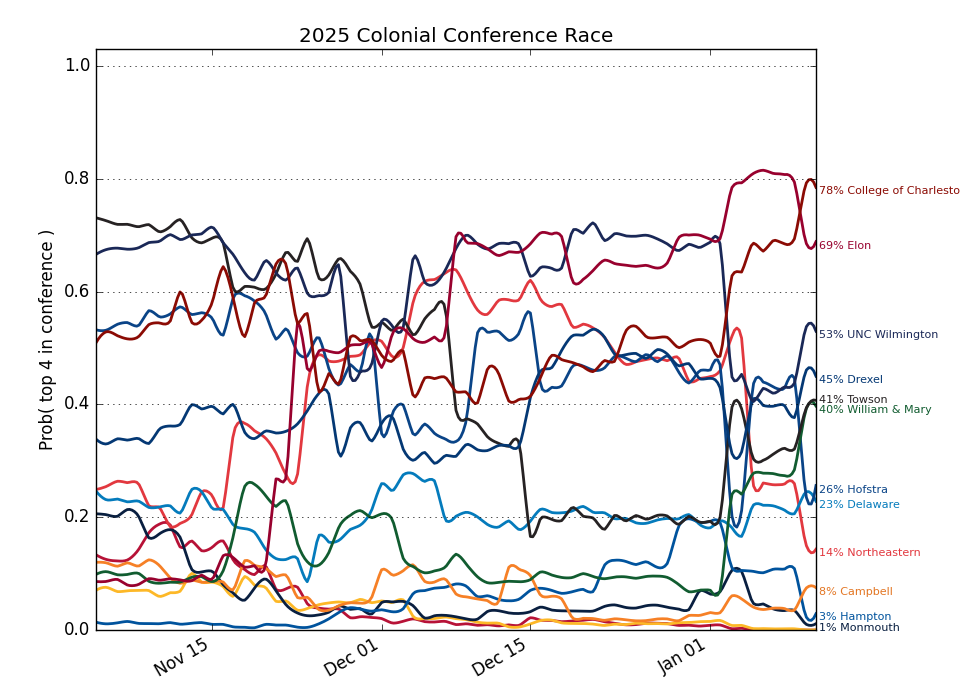 2025 Colonial Conference Race
Prob( top 4 in conference )
1.0
0.8
0.6
0.4
0.2
0.0
Nov 15
Dec 01
Dec 15
Jan 01
78% College of Charlesto
69% Elon
53% UNC Wilmington
45% Drexel
41% Towson
40% William & Mary
26% Hofstra
23% Delaware
14% Northeastern
8% Campbell
3% Hampton
1% Monmouth